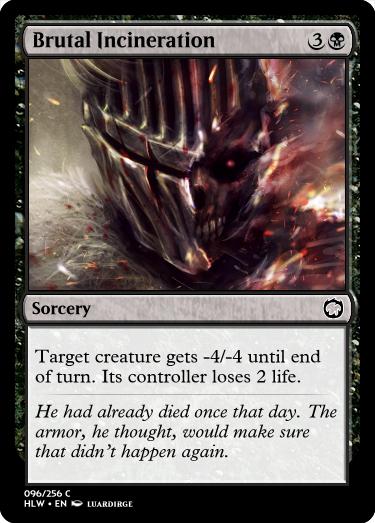 Brutal Incineration 3
Sorcery
Target creature gets -4/-4 until end
of turn. Its controller loses 2 life.
He had already died once that day. The
armor, he thought, would make sure
that didn't happen again.
096/256 C
HLW • EN LUARDIRGE